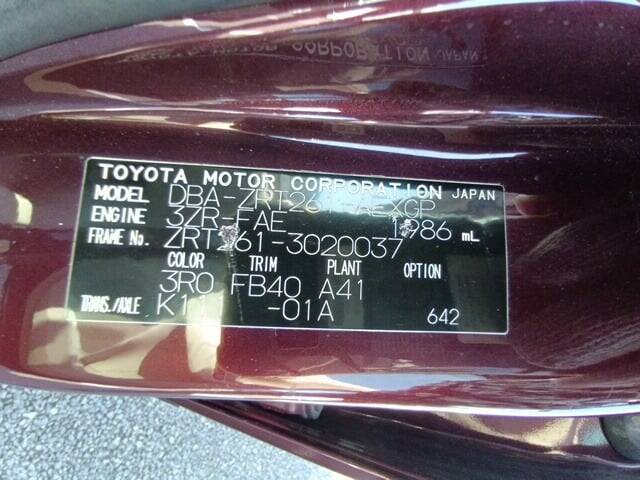 TOYOTA MOTOR CORPORATION JAPAN
MODEL DBA-ZRT261-AEXGP
ENGINE 3ZR-FAE 1986 mL
FRAME No. ZRT261-3020037
COLOR TRIM PLANT OPTION
3R0 FB40 A41
TRANS./AXLE K11 -01A 642